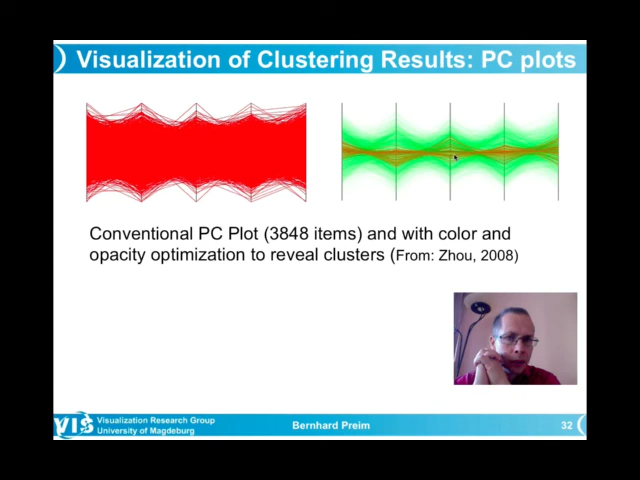 Visualization of Clustering Results: PC plots
Conventional PC Plot (3848 items) and with color and
opacity optimization to reveal clusters (From: Zhou, 2008)
VIS
Visualization Research Group
University of Magdeburg
Bernhard Preim
32